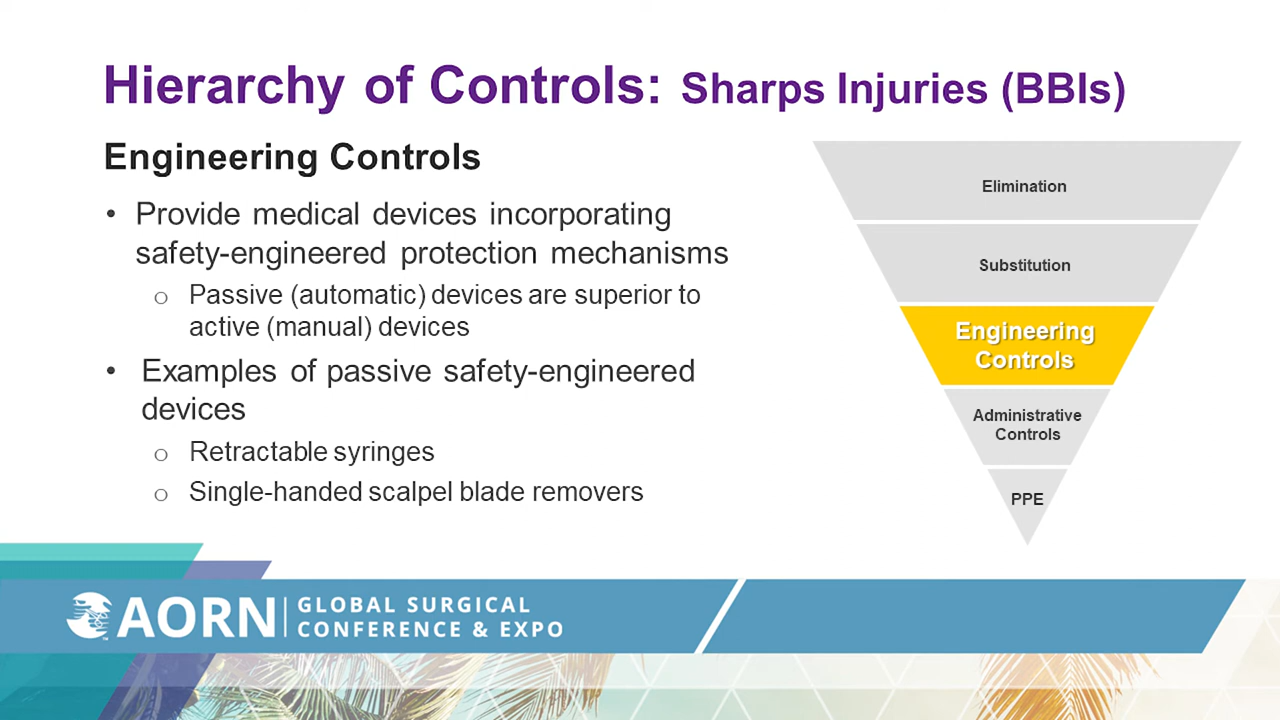 Hierarchy of Controls: Sharps Injuries (BBIs)
Engineering Controls
• Provide medical devices incorporating
safety-engineered protection mechanisms
o Passive (automatic) devices are superior to
active (manual) devices
• Examples of passive safety-engineered
devices
o Retractable syringes
o Single-handed scalpel blade removers
Elimination
Substitution
Engineering
Controls
Administrative
Controls
PPE
AORN
GLOBAL SURGICAL
CONFERENCE & EXPO